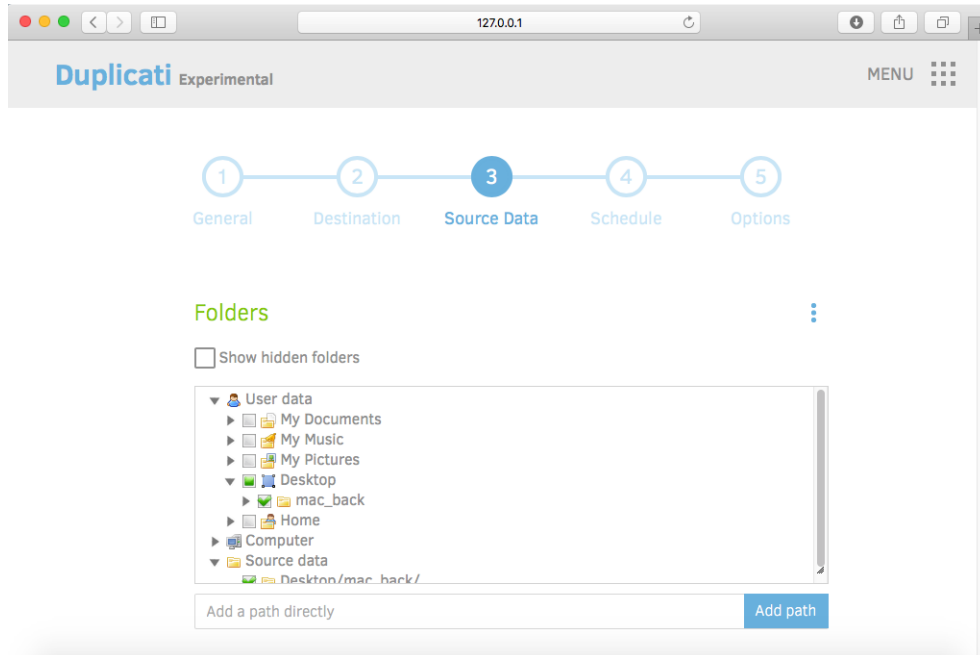 127.0.0.1
Duplicati Experimental
MENU
1 2 3 4 5
General Destination Source Data Schedule Options
Folders
Show hidden folders
User data
My Documents
My Music
My Pictures
Desktop
mac_back
Home
Computer
Source data
Desktop/mac_back/
Add a path directly Add path